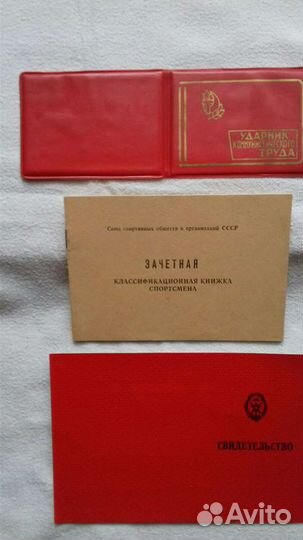 УДАРНИК
КОММУНИСТИЧЕСКОГО
ТРУДА
Союз спортивных обществ и организаций СССР
ЗАЧЕТНАЯ
КЛАССИФИКАЦИОННАЯ КНИЖКА
СПОРТСМЕНА
СВИДЕТЕЛЬСТВО
Avito